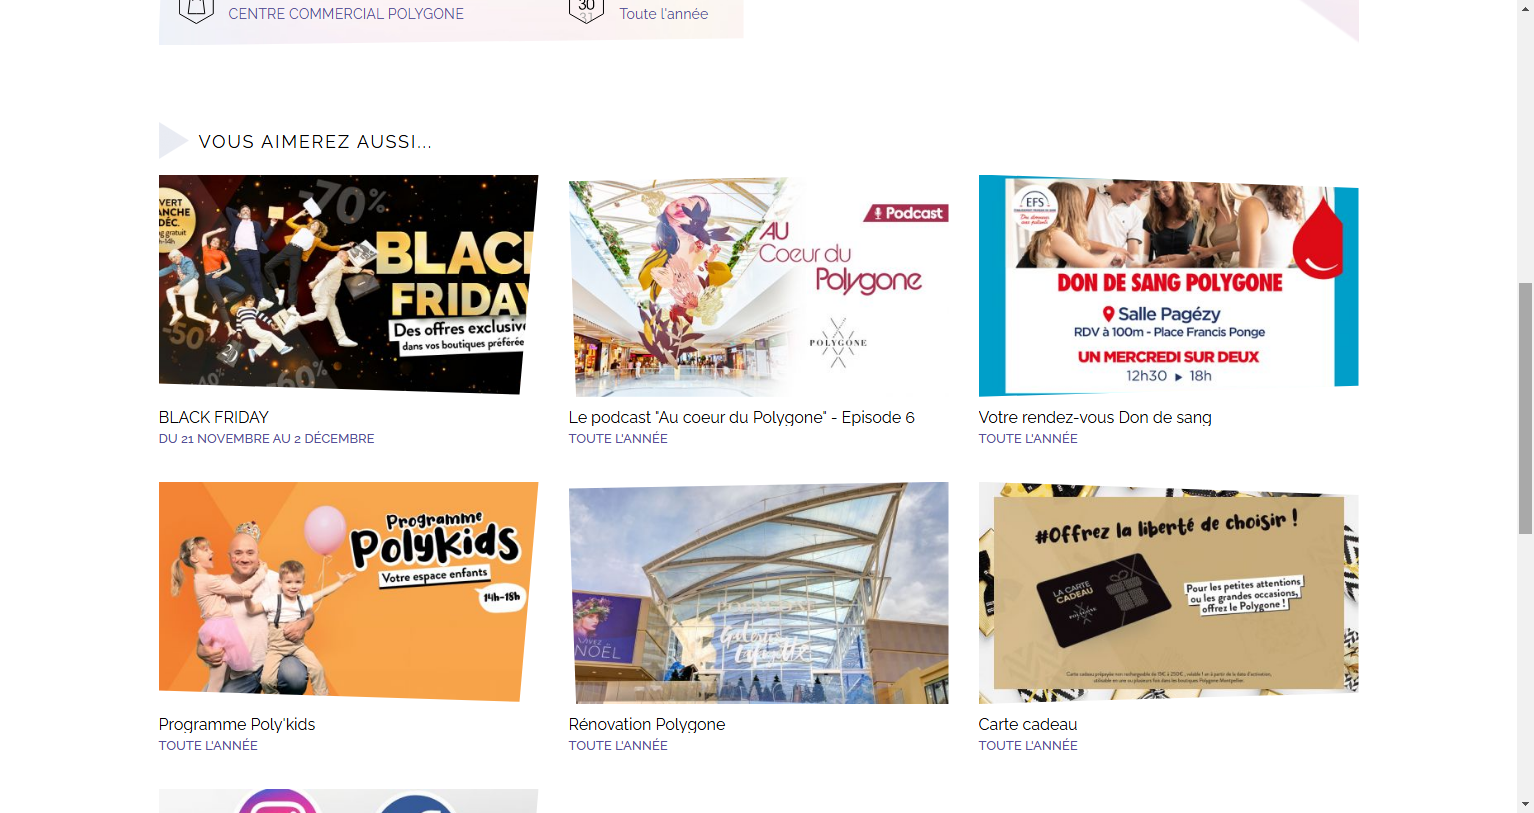 CENTRE COMMERCIAL POLYGONE
30
31
Toute l'année
VOUS AIMEREZ AUSSI...
VERT
ANCHE
DÉC.
g gratuit
-70%
BLACK
FRIDAY
Des offres exclusive
dans vos boutiques préférée
-50%
-60%
BLACK FRIDAY
DU 21 NOVEMBRE AU 2 DÉCEMBRE
Podcast
AU
Coeur du
Polygone
POLYGONE
Le podcast "Au coeur du Polygone" - Episode 6
TOUTE L'ANNÉE
EFS
DON DE SANG POLYGONE
Salle Pagézy
RDV à 100m - Place Francis Ponge
UN MERCREDI SUR DEUX
12h30 ▸ 18h
Votre rendez-vous Don de sang
TOUTE L'ANNÉE
Programme
Polykids
Votre espace enfants
14h-18h
Programme Poly'kids
TOUTE L'ANNÉE
POLYGONE
Galeries
Lafayette
VIVEZ
NOËL
Rénovation Polygone
TOUTE L'ANNÉE
#Offrez la liberté de choisir !
LA CARTE
CADEAU
POLYGONE
Pour les petites attentions
ou les grandes occasions,
offrez le Polygone !
Carte cadeau
TOUTE L'ANNÉE